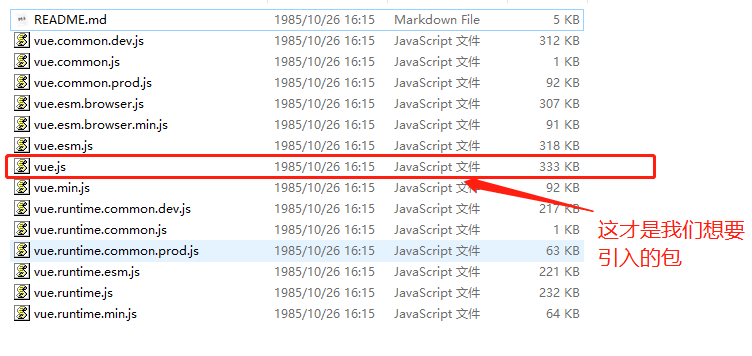 README.md 1985/10/26 16:15 Markdown File 5 KB
vue.common.dev.js 1985/10/26 16:15 JavaScript 文件 312 KB
vue.common.js 1985/10/26 16:15 JavaScript 文件 1 KB
vue.common.prod.js 1985/10/26 16:15 JavaScript 文件 92 KB
vue.esm.browser.js 1985/10/26 16:15 JavaScript 文件 307 KB
vue.esm.browser.min.js 1985/10/26 16:15 JavaScript 文件 91 KB
vue.esm.js 1985/10/26 16:15 JavaScript 文件 318 KB
vue.js 1985/10/26 16:15 JavaScript 文件 333 KB
vue.min.js 1985/10/26 16:15 JavaScript 文件 92 KB
vue.runtime.common.dev.js 1985/10/26 16:15 JavaScript 文件 217 KB
vue.runtime.common.js 1985/10/26 16:15 JavaScript 文件 1 KB
vue.runtime.common.prod.js 1985/10/26 16:15 JavaScript 文件 63 KB
vue.runtime.esm.js 1985/10/26 16:15 JavaScript 文件 221 KB
vue.runtime.js 1985/10/26 16:15 JavaScript 文件 232 KB
vue.runtime.min.js 1985/10/26 16:15 JavaScript 文件 64 KB
这才是我们想要
引入的包